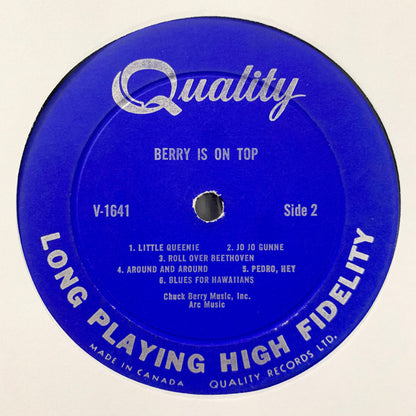 Quality
BERRY IS ON TOP
V-1641
Side 2
1. LITTLE QUEENIE 2. JO JO GUNNE
3. ROLL OVER BEETHOVEN
4. AROUND AND AROUND 5. PEDRO, HEY
6. BLUES FOR HAWAIIANS
Chuck Berry Music, Inc.
Arc Music
LONG PLAYING HIGH FIDELITY
MADE IN CANADA QUALITY RECORDS LTD.